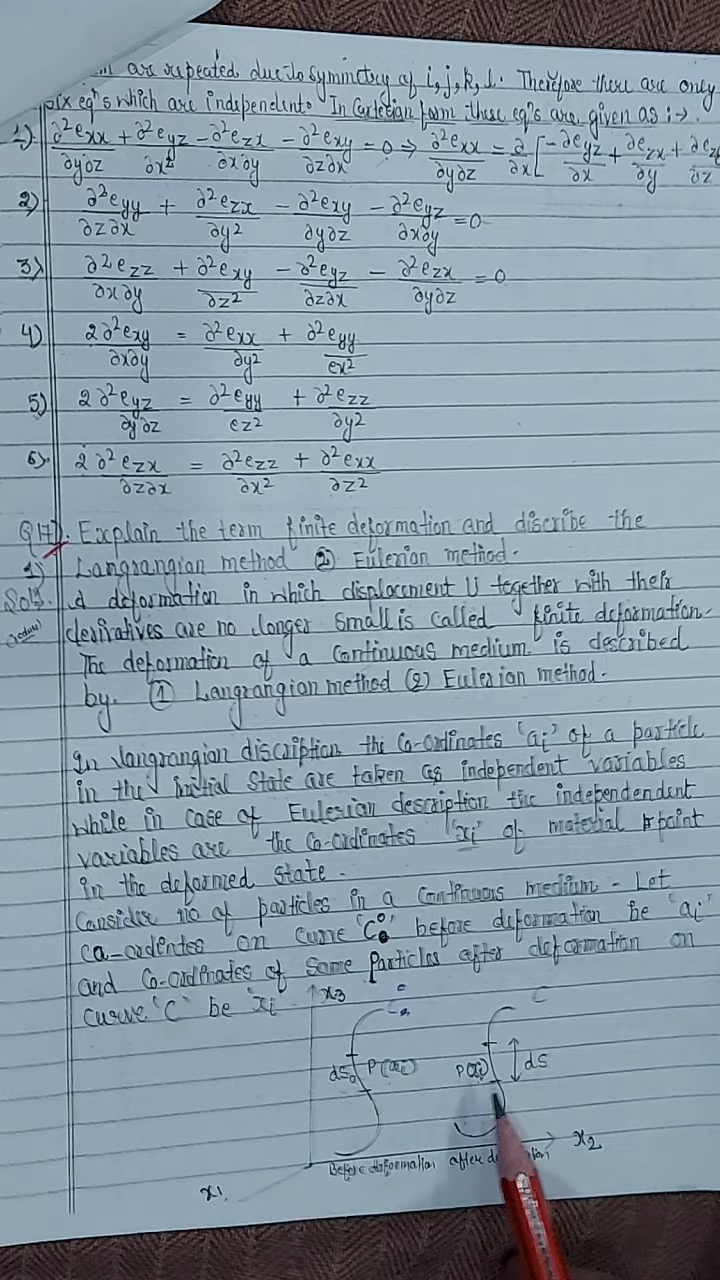 are repeated due to symmetry of i, j, k, l. Therefore there are only
six eqⁿs which are independent. In Cartesian form these eqⁿs are given as :→.
1) ∂²exx/∂y∂z + ∂²eyz/∂x² - ∂²ezx/∂x∂y - ∂²exy/∂z∂x = 0 ⇒ ∂²exx/∂y∂z = ∂/∂x [ -∂eyz/∂x + ∂ezx/∂y + ∂e /∂z
2) ∂²eyy/∂z∂x + ∂²ezx/∂y² - ∂²exy/∂y∂z - ∂²eyz/∂x∂y = 0
3) ∂²ezz/∂x∂y + ∂²exy/∂z² - ∂²eyz/∂z∂x - ∂²ezx/∂y∂z = 0
4) 2∂²exy/∂x∂y = ∂²exx/∂y² + ∂²eyy/ex²
5) 2∂²eyz/∂y∂z = ∂²eyy/ez² + ∂²ezz/∂y²
6) 2∂²ezx/∂z∂x = ∂²ezz/∂x² + ∂²exx/∂z²
Q17). Explain the term finite deformation and discribe the
1) Langrangian method (2) Eulerian method.
Solⁿ. A deformation in which displacement U together with their
derivatives are no longer small is called finite deformation.
The deformation of a continuous medium is described
by. (1) Langrangian method (2) Eulerian method.
In langrangian discription the Co-ordinates 'ai' of a particle
in the initial state are taken as independent variables
while in case of Eulerian description the independendent
variables are the Co-ordinates 'xi' of material point
in the deformed state.
Consider no of particles in a continuous medium. Let
ca-ordintes on curve 'C₀' before deformation be 'ai'
and Co-ordinates of same particles after deformation on
curve 'C' be 'xi'
x3 C₀ C
ds₀ P(ai) P(xi) ds
x2
Before deformation after
x1.